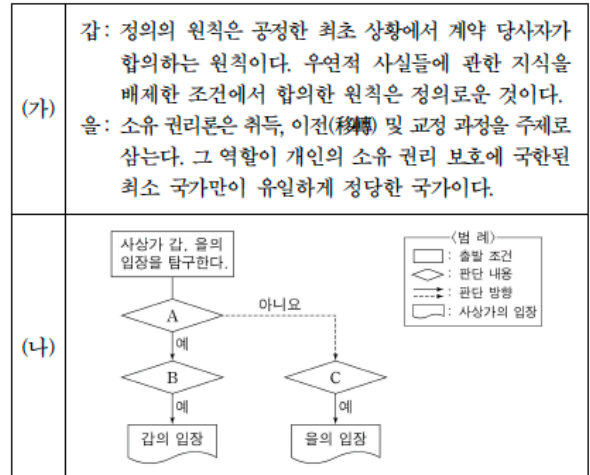 (가)
갑 : 정의의 원칙은 공정한 최초 상황에서 계약 당사자가
합의하는 원칙이다. 우연적 사실들에 관한 지식을
배제한 조건에서 합의한 원칙은 정의로운 것이다.
을 : 소유 권리론은 취득, 이전(移轉) 및 교정 과정을 주제로
삼는다. 그 역할이 개인의 소유 권리 보호에 국한된
최소 국가만이 유일하게 정당한 국가이다.
(나)
사상가 갑, 을의
입장을 탐구한다.
〈범 례〉
: 출발 조건
: 판단 내용
: 판단 방향
: 사상가의 입장
A
아니요
예
B
C
예
예
갑의 입장
을의 입장